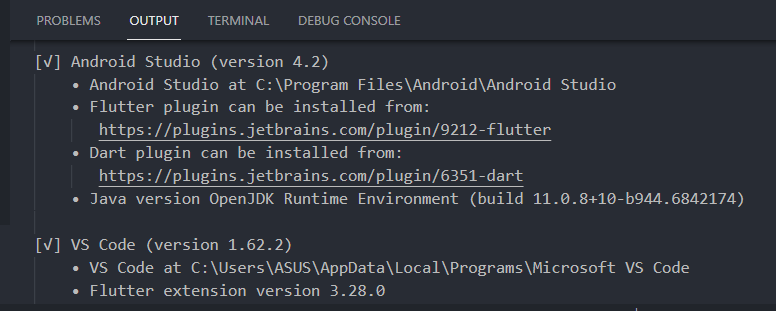 PROBLEMS OUTPUT TERMINAL DEBUG CONSOLE
[√] Android Studio (version 4.2)
• Android Studio at C:\Program Files\Android\Android Studio
• Flutter plugin can be installed from:
https://plugins.jetbrains.com/plugin/9212-flutter
• Dart plugin can be installed from:
https://plugins.jetbrains.com/plugin/6351-dart
• Java version OpenJDK Runtime Environment (build 11.0.8+10-b944.6842174)
[√] VS Code (version 1.62.2)
• VS Code at C:\Users\ASUS\AppData\Local\Programs\Microsoft VS Code
• Flutter extension version 3.28.0